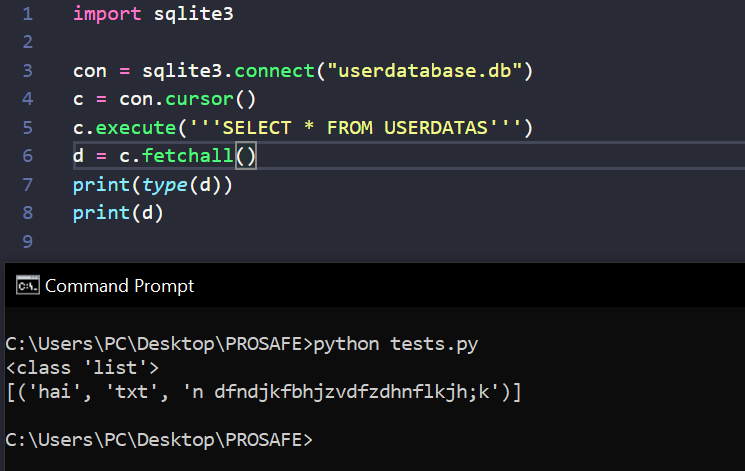 1 import sqlite3
2
3 con = sqlite3.connect("userdatabase.db")
4 c = con.cursor()
5 c.execute('''SELECT * FROM USERDATAS''')
6 d = c.fetchall()
7 print(type(d))
8 print(d)
9
C:\. Command Prompt
C:\Users\PC\Desktop\PROSAFE>python tests.py
<class 'list'>
[('hai', 'txt', 'n dfndjkfbhjzvdfzdhnflkjh;k')]
C:\Users\PC\Desktop\PROSAFE>